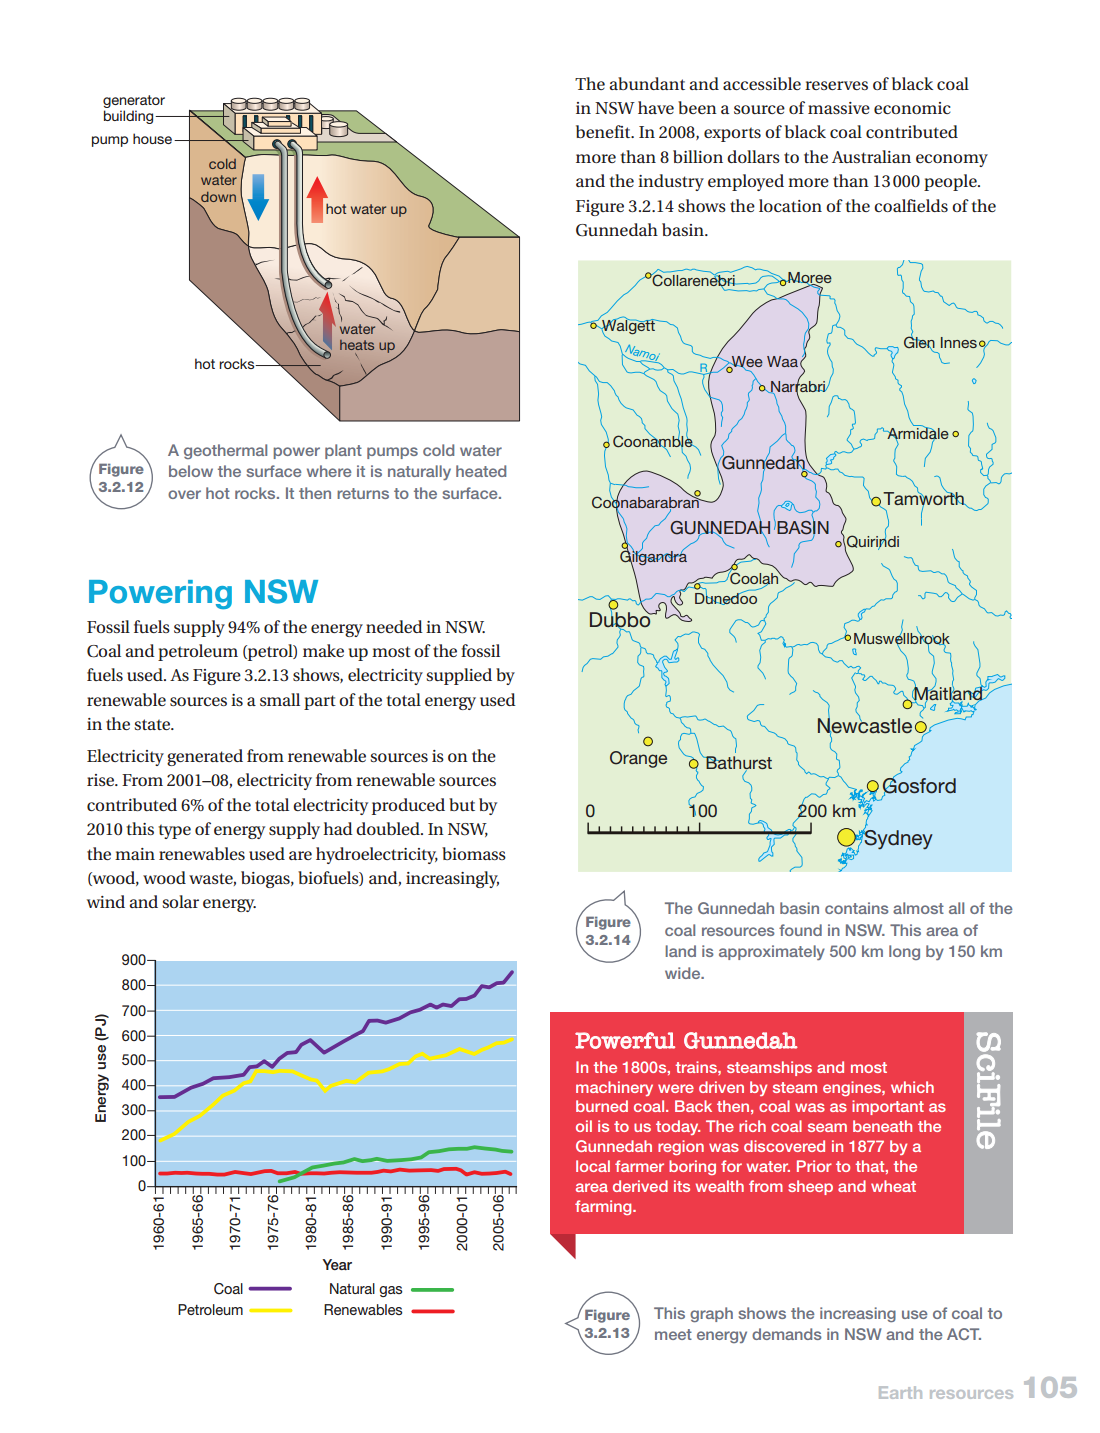 generator
building
pump house
cold
water
down
hot water up
water
heats up
hot rocks
Figure
3.2.12
A geothermal power plant pumps cold water
below the surface where it is naturally heated
over hot rocks. It then returns to the surface.
Powering NSW
Fossil fuels supply 94% of the energy needed in NSW.
Coal and petroleum (petrol) make up most of the fossil
fuels used. As Figure 3.2.13 shows, electricity supplied by
renewable sources is a small part of the total energy used
in the state.
Electricity generated from renewable sources is on the
rise. From 2001–08, electricity from renewable sources
contributed 6% of the total electricity produced but by
2010 this type of energy supply had doubled. In NSW,
the main renewables used are hydroelectricity, biomass
(wood, wood waste, biogas, biofuels) and, increasingly,
wind and solar energy.
900
800
700
600
500
400
300
200
100
0
Energy use (PJ)
1960-61
1965-66
1970-71
1975-76
1980-81
1985-86
1990-91
1995-96
2000-01
2005-06
Year
Coal
Natural gas
Petroleum
Renewables
The abundant and accessible reserves of black coal
in NSW have been a source of massive economic
benefit. In 2008, exports of black coal contributed
more than 8 billion dollars to the Australian economy
and the industry employed more than 13 000 people.
Figure 3.2.14 shows the location of the coalfields of the
Gunnedah basin.
Collarenebri
Moree
Walgett
Glen Innes
Namoi
R
Wee Waa
Narrabri
Armidale
Coonamble
Gunnedah
Coonabarabran
Tamworth
GUNNEDAH BASIN
Quirindi
Gilgandra
Coolah
Dunedoo
Dubbo
Muswellbrook
Maitland
Newcastle
Orange
Bathurst
Gosford
0
100
200 km
Sydney
Figure
3.2.14
The Gunnedah basin contains almost all of the
coal resources found in NSW. This area of
land is approximately 500 km long by 150 km
wide.
Powerful Gunnedah
In the 1800s, trains, steamships and most
machinery were driven by steam engines, which
burned coal. Back then, coal was as important as
oil is to us today. The rich coal seam beneath the
Gunnedah region was discovered in 1877 by a
local farmer boring for water. Prior to that, the
area derived its wealth from sheep and wheat
farming.
SciFile
Figure
3.2.13
This graph shows the increasing use of coal to
meet energy demands in NSW and the ACT.
Earth resources 105